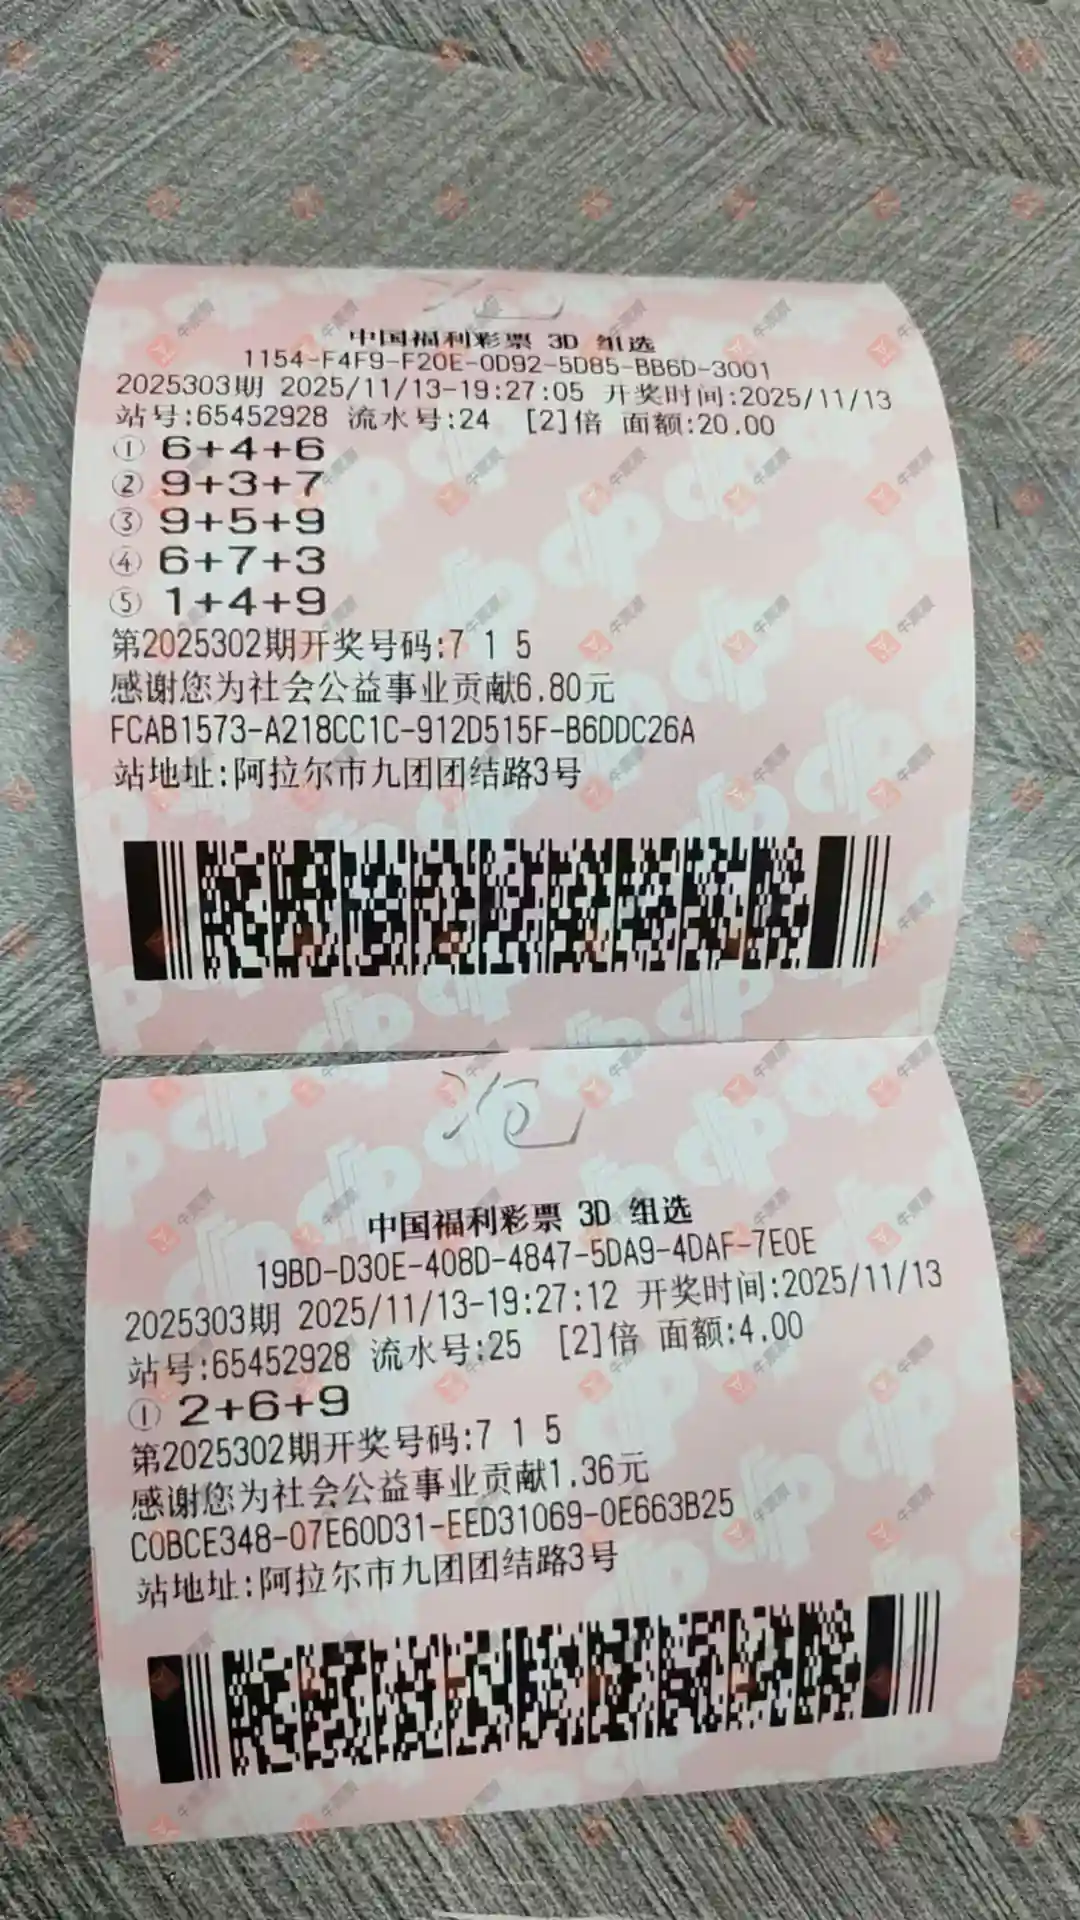 中国福利彩票 3D 组选
1154-F4F9-F20E-0D92-5D85-BB6D-3001
2025303期 2025/11/13-19:27:05 开奖时间:2025/11/13
站号:65452928 流水号:24 [2]倍 面额:20.00
① 6+4+6
② 9+3+7
③ 9+5+9
④ 6+7+3
⑤ 1+4+9
第2025302期开奖号码:7 1 5
感谢您为社会公益事业贡献6.80元
FCAB1573-A218CC1C-912D515F-B6DDC26A
站地址:阿拉尔市九团团结路3号
中国福利彩票 3D 组选
19BD-D30E-408D-4847-5DA9-4DAF-7E0E
2025303期 2025/11/13-19:27:12 开奖时间:2025/11/13
站号:65452928 流水号:25 [2]倍 面额:4.00
① 2+6+9
第2025302期开奖号码:7 1 5
感谢您为社会公益事业贡献1.36元
C0BCE348-07E60D31-EED31069-0E663B25
站地址:阿拉尔市九团团结路3号